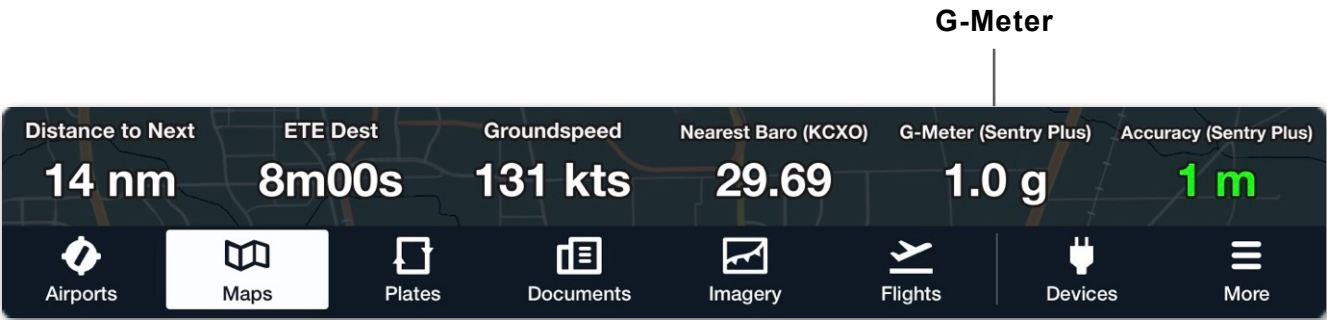 G-Meter
Distance to Next ETE Dest Groundspeed Nearest Baro (KCXO) G-Meter (Sentry Plus) Accuracy (Sentry Plus)
14 nm 8m00s 131 kts 29.69 1.0 g 1 m
Airports Maps Plates Documents Imagery Flights Devices More